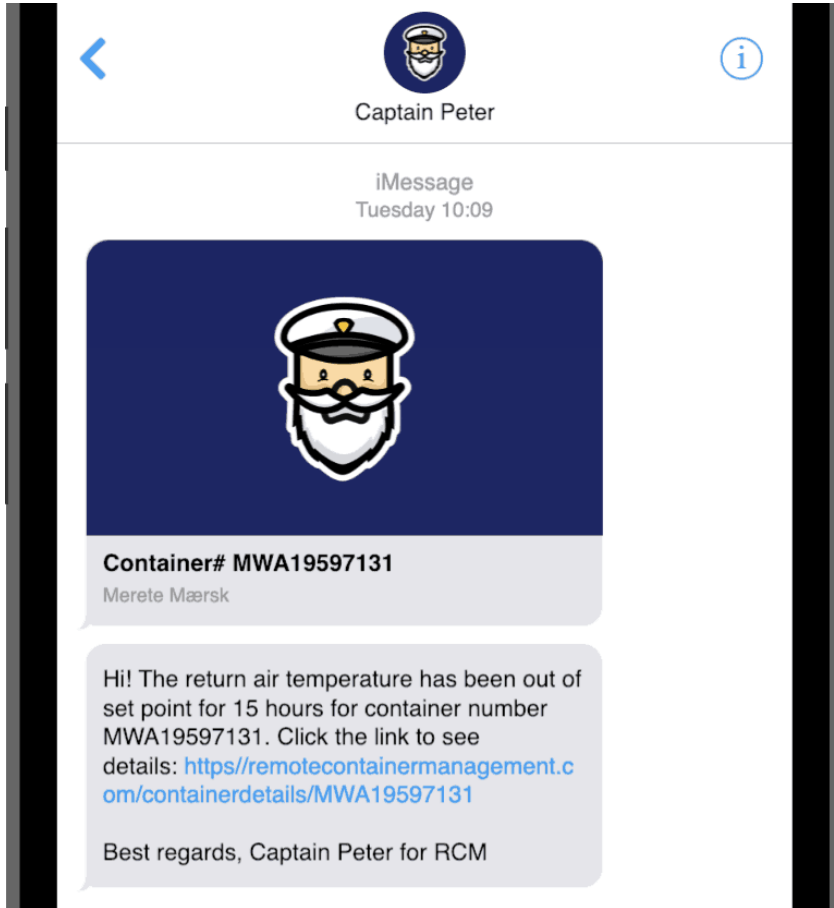 Captain Peter
i
iMessage
Tuesday 10:09
Container# MWA19597131
Merete Mærsk
Hi! The return air temperature has been out of
set point for 15 hours for container number
MWA19597131. Click the link to see
details: https//remotecontainermanagement.c
om/containerdetails/MWA19597131
Best regards, Captain Peter for RCM